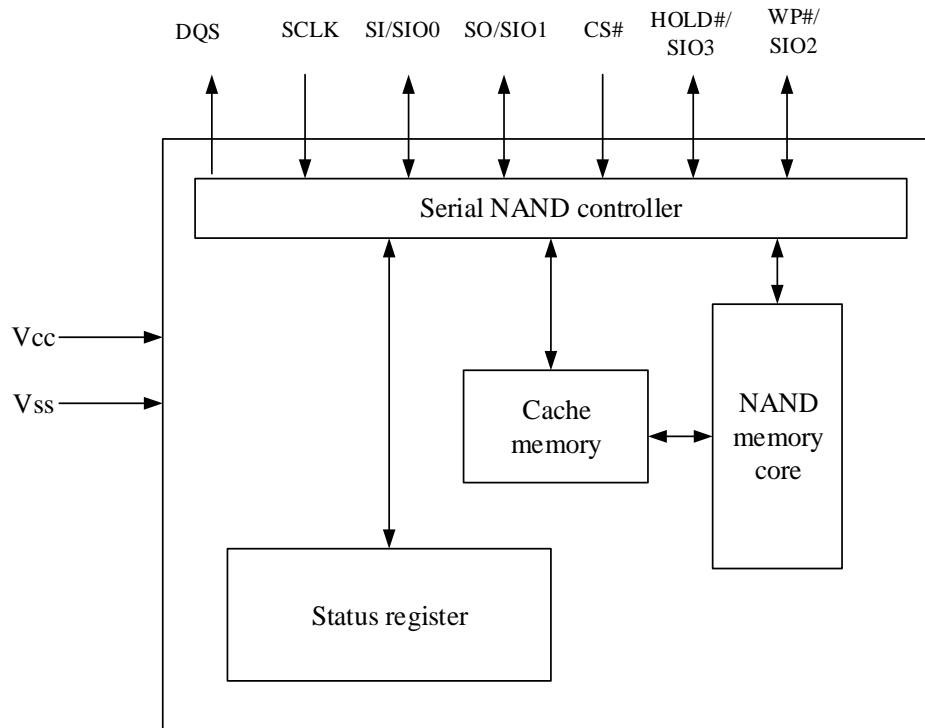 DQS
SCLK
SI/SIO0
SO/SIO1
CS#
HOLD#/
SIO3
WP#/
SIO2
Serial NAND controller
Vcc
Vss
Cache
memory
NAND
memory
core
Status register